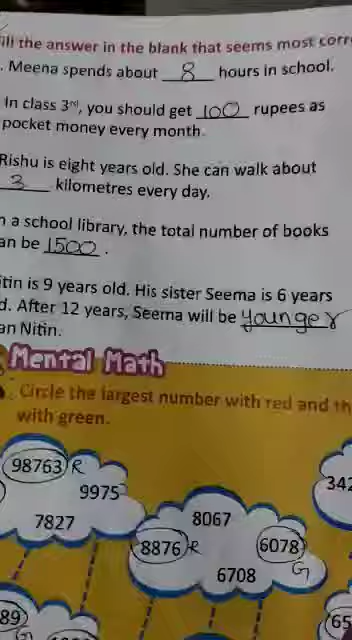 ill the answer in the blank that seems most corre
. Meena spends about 8 hours in school.
In class 3rd, you should get 100 rupees as
pocket money every month.
Rishu is eight years old. She can walk about
3 kilometres every day.
n a school library, the total number of books
an be 1500.
itin is 9 years old. His sister Seema is 6 years
d. After 12 years, Seema will be younger
an Nitin.
Mental Math
Circle the largest number with red and th
with green.
98763 R
9975
7827
8067
8876 R
6078
G
6708
342
89
(65